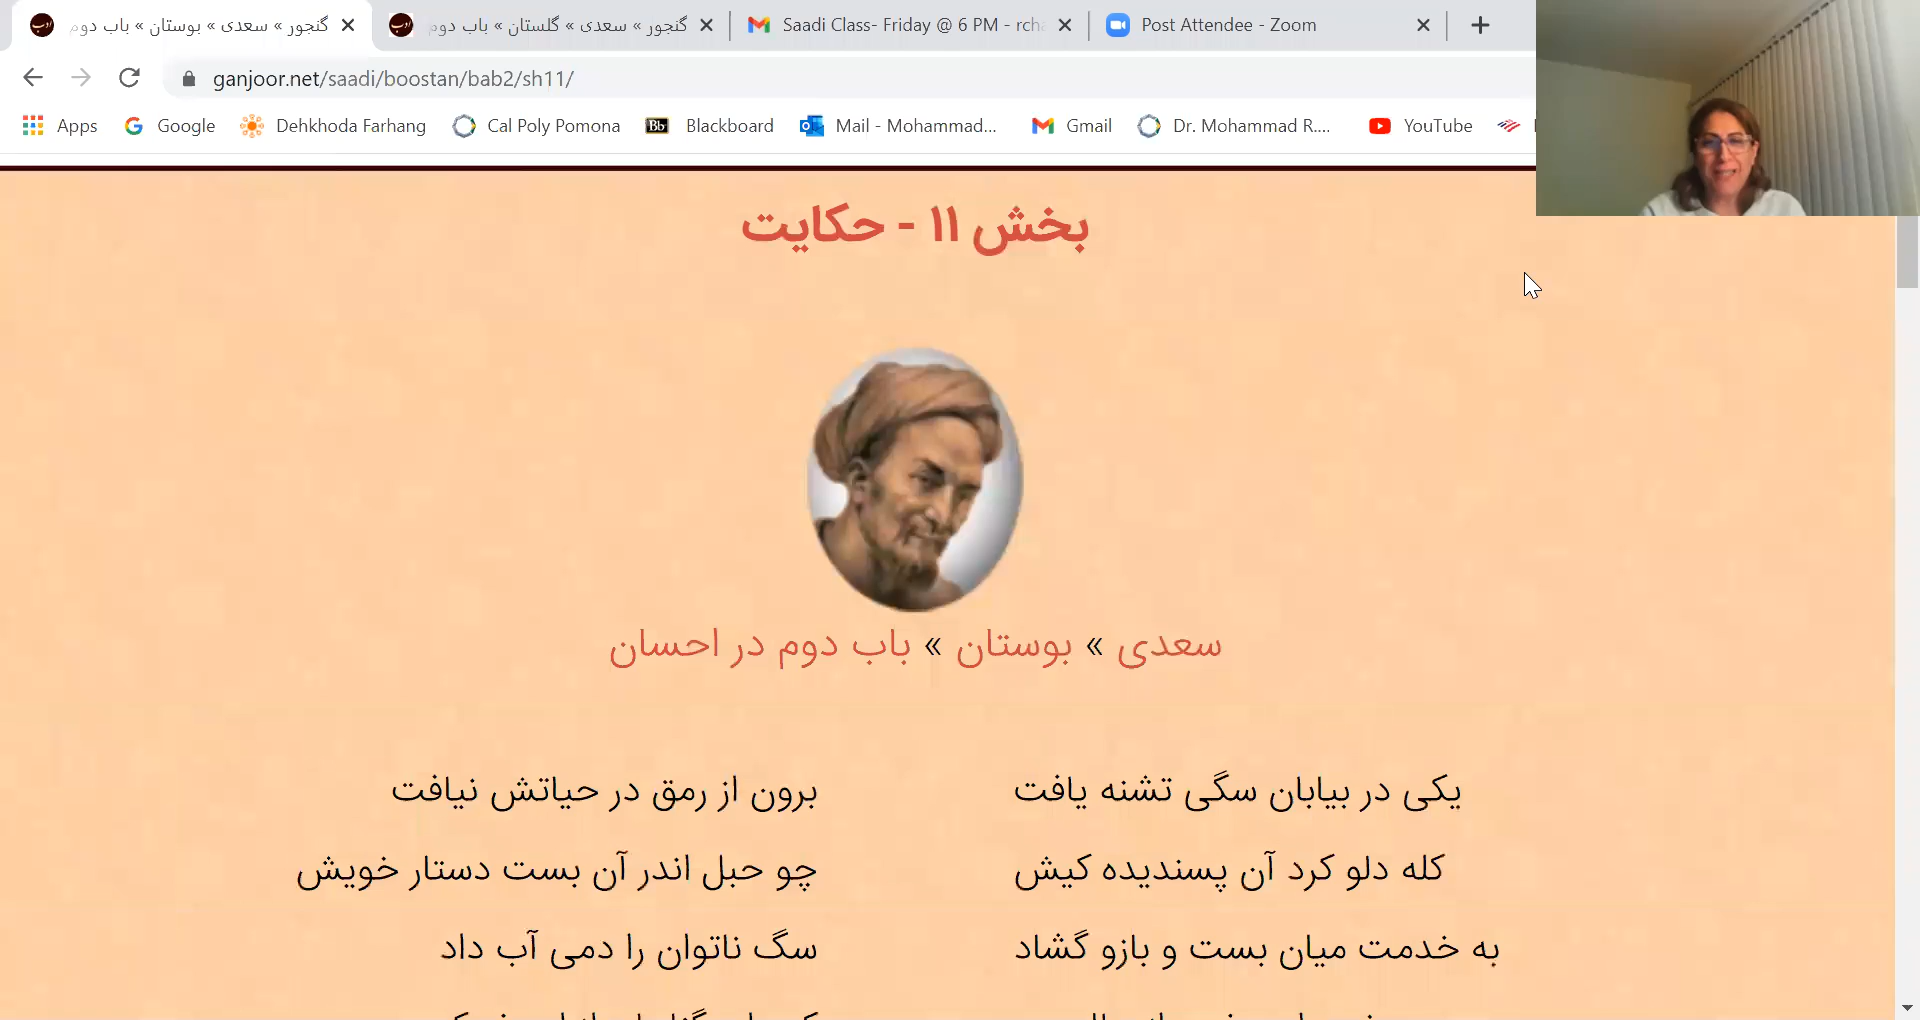 گنجور » سعدی » بوستان » باب دوم
گنجور » سعدی » گلستان » باب دوم
Saadi Class- Friday @ 6 PM - rcha
Post Attendee - Zoom
ganjoor.net/saadi/boostan/bab2/sh11/
Apps Google Dehkhoda Farhang Cal Poly Pomona Bb Blackboard Mail - Mohammad... Gmail Dr. Mohammad R.... YouTube
بخش ۱۱ - حکایت
سعدی » بوستان » باب دوم در احسان
یکی در بیابان سگی تشنه یافت
برون از رمق در حیاتش نیافت
کله دلو کرد آن پسندیده کیش
چو حبل اندر آن بست دستار خویش
به خدمت میان بست و بازو گشاد
سگ ناتوان را دمی آب داد